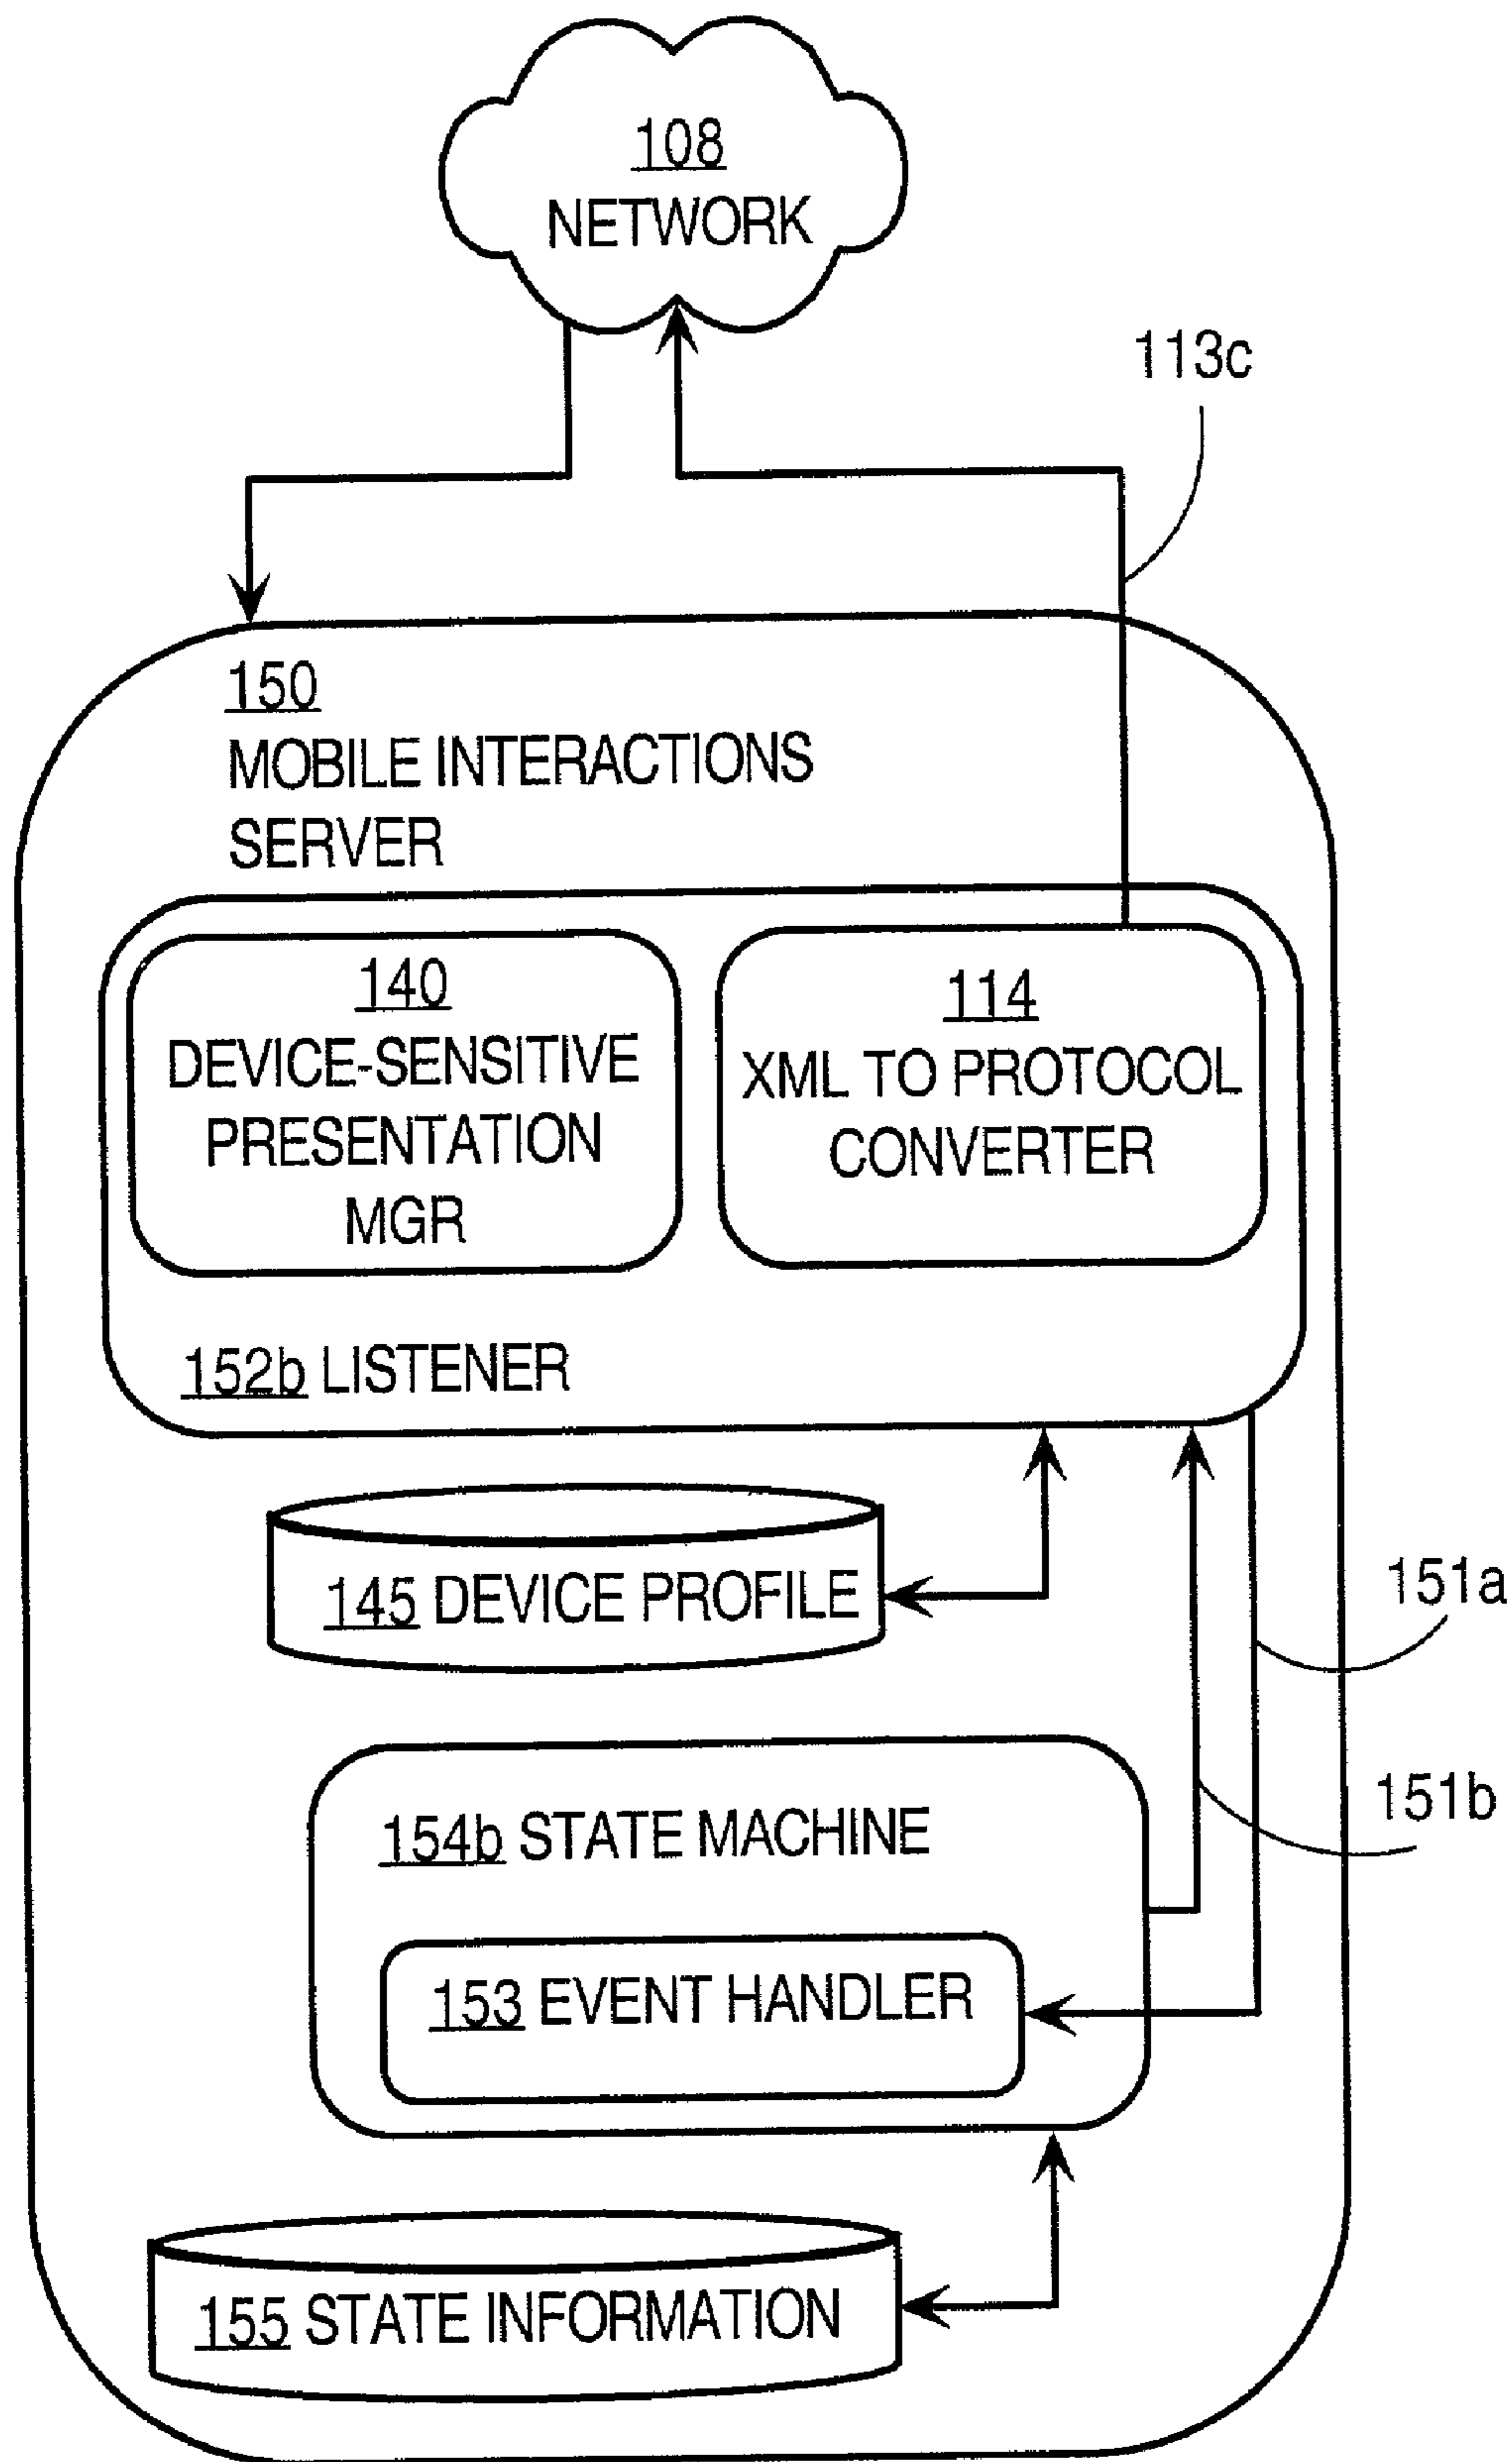 108
NETWORK
113c
150
MOBILE INTERACTIONS
SERVER
140
DEVICE-SENSITIVE
PRESENTATION
MGR
114
XML TO PROTOCOL
CONVERTER
152b LISTENER
145 DEVICE PROFILE
151a
151b
154b STATE MACHINE
153 EVENT HANDLER
155 STATE INFORMATION